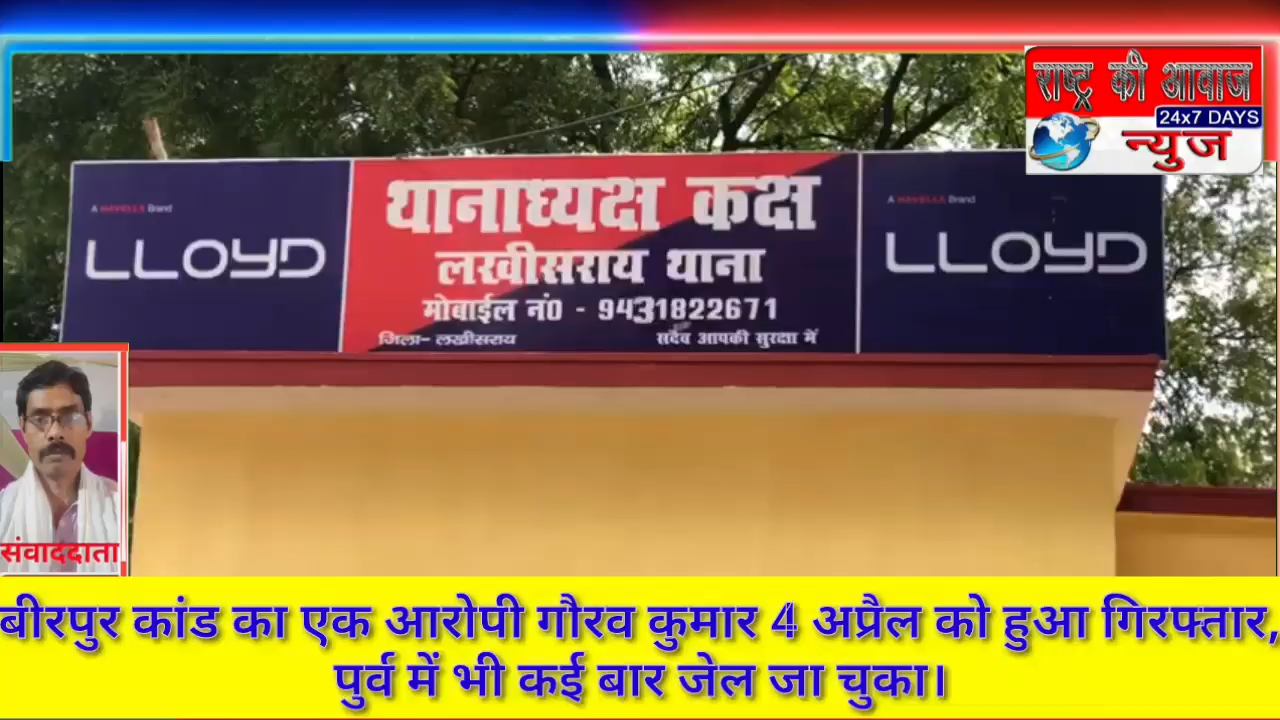 राष्ट्र की आवाज
24x7 DAYS
न्युज
A HAVELLS Brand
LLOYD
थानाध्यक्ष कक्ष
लखीसराय थाना
मोबाईल नं0 - 9431822671
जिला- लखीसराय
सदैव आपकी सुरक्षा में
A HAVELLS Brand
LLOYD
संवाददाता
बीरपुर कांड का एक आरोपी गौरव कुमार 4 अप्रैल को हुआ गिरफ्तार,
पुर्व में भी कई बार जेल जा चुका।